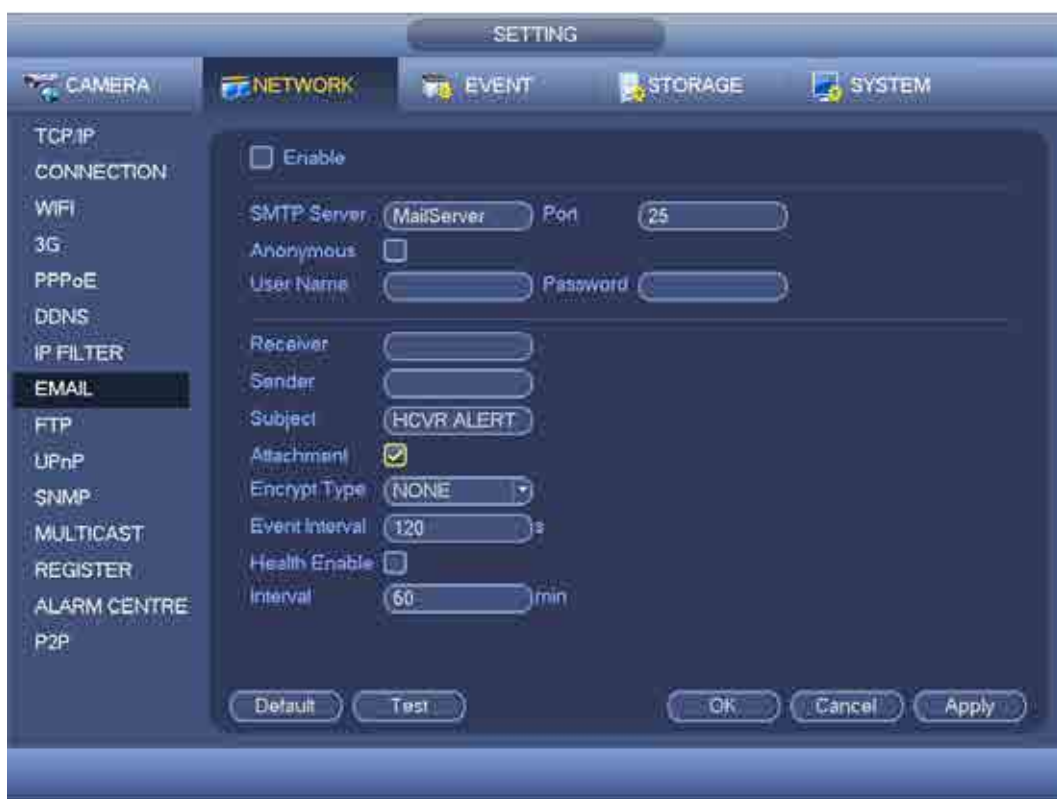 SETTING
CAMERA NETWORK EVENT STORAGE SYSTEM
TCP/IP
CONNECTION
WIFI
3G
PPPoE
DDNS
IP FILTER
EMAIL
FTP
UPnP
SNMP
MULTICAST
REGISTER
ALARM CENTRE
P2P
Enable
SMTP Server MailServer Port 25
Anonymous
User Name Password
Receiver
Sender
Subject HCVR ALERT
Attachment
Encrypt Type NONE
Event Interval 120 s
Health Enable
Interval 60 min
Default Test OK Cancel Apply